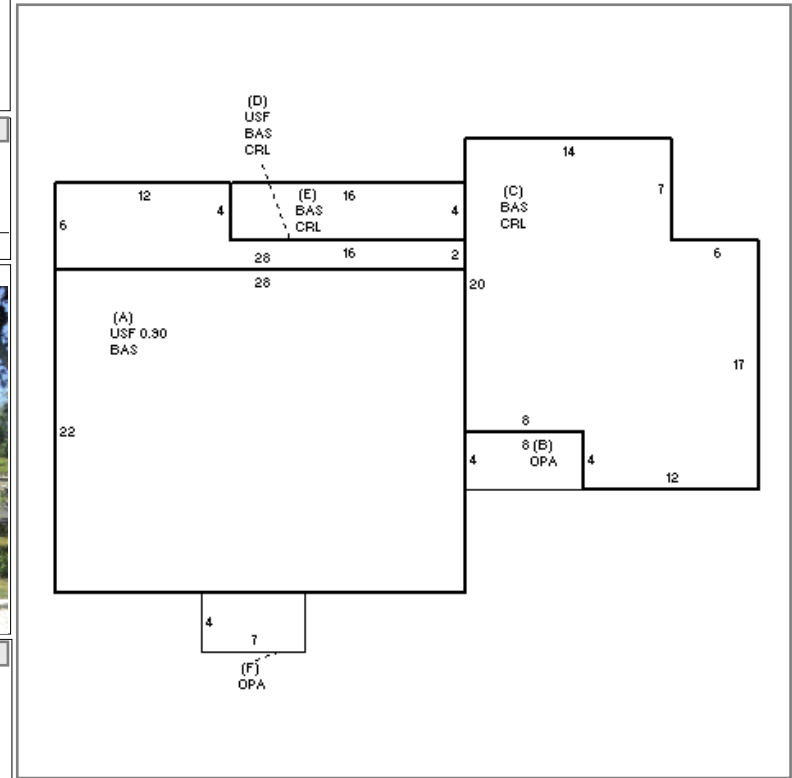 (D)
USF
BAS
CRL
14
12
4
(E) 16
BAS
CRL
4
(C)
BAS
CRL
7
6
6
28
16
2
28
20
(A)
USF 0.90
BAS
17
22
8
4
8 (B)
OPA
4
12
4
7
(F)
OPA